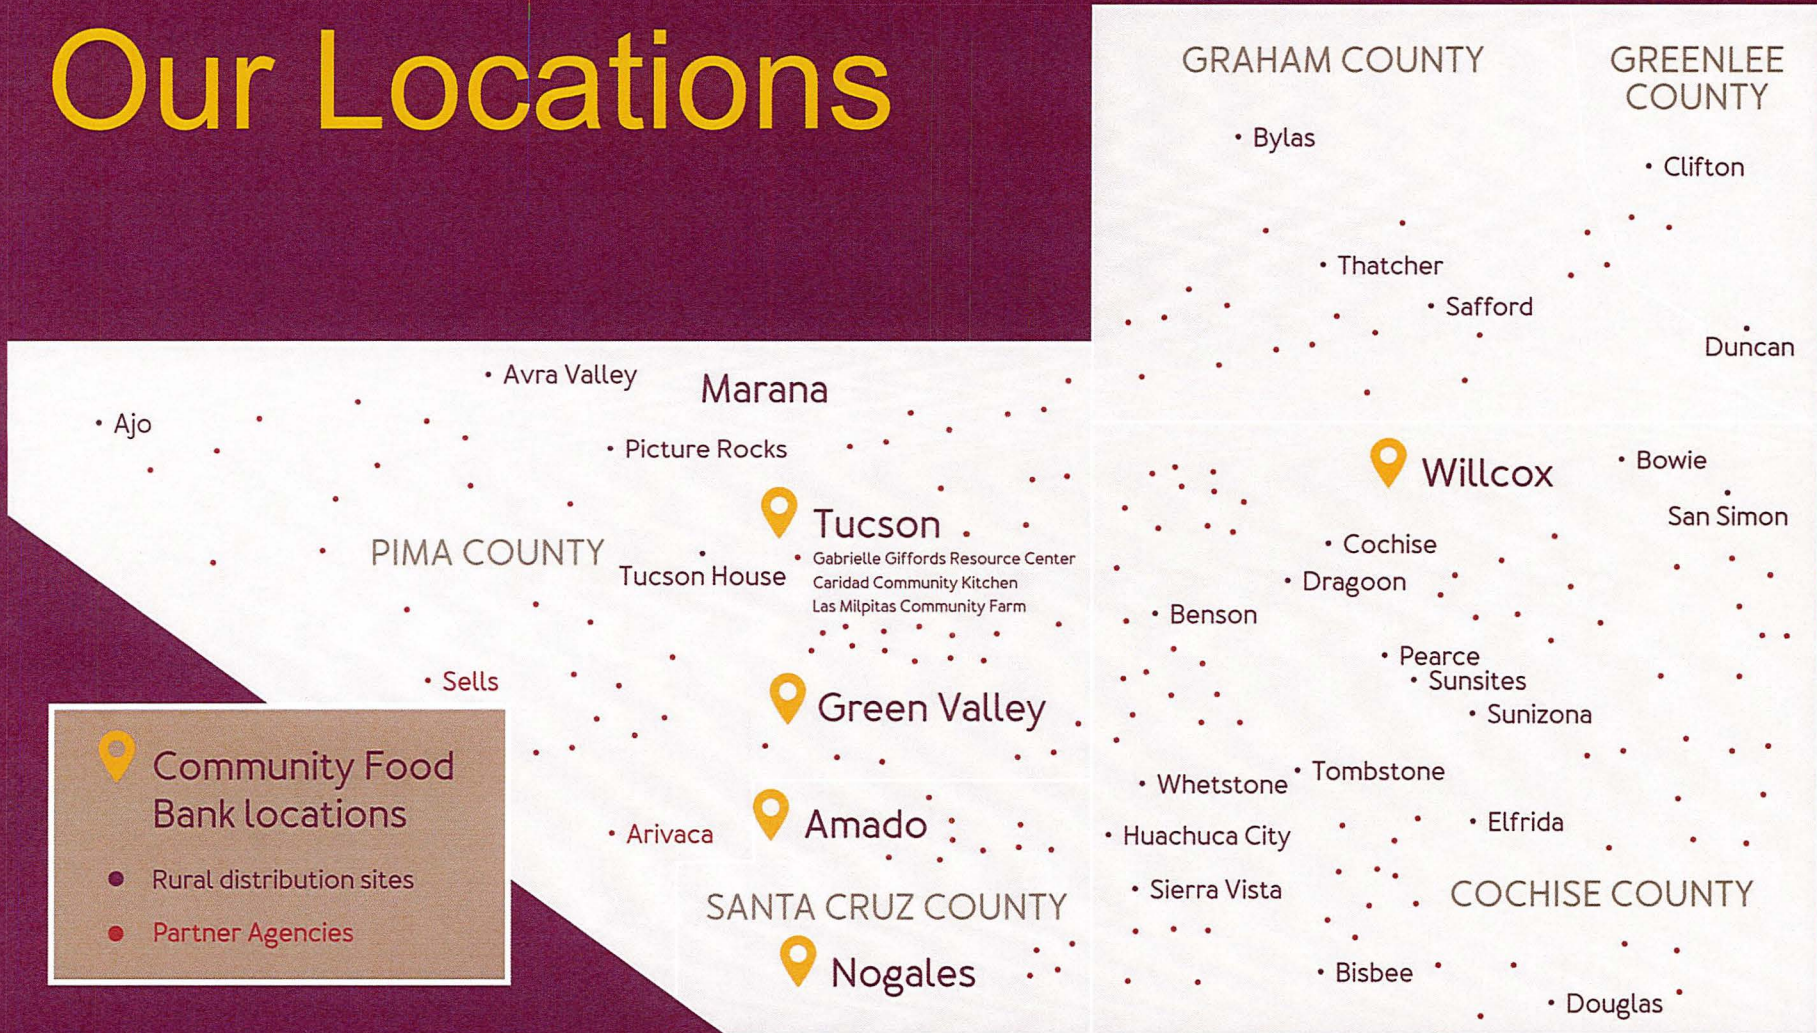 Our Locations
GRAHAM COUNTY
GREENLEE
COUNTY
Bylas
Clifton
Thatcher
Safford
Duncan
Avra Valley
Marana
Ajo
Picture Rocks
Willcox
Bowie
San Simon
Tucson
PIMA COUNTY
Tucson House
Gabrielle Giffords Resource Center
Caridad Community Kitchen
Las Milpitas Community Farm
Cochise
Dragoon
Benson
Pearce
Sunsites
Sunizona
Sells
Green Valley
Community Food
Bank locations
Rural distribution sites
Partner Agencies
Whetstone
Tombstone
Arivaca
Amado
Huachuca City
Elfrida
Sierra Vista
SANTA CRUZ COUNTY
COCHISE COUNTY
Nogales
Bisbee
Douglas